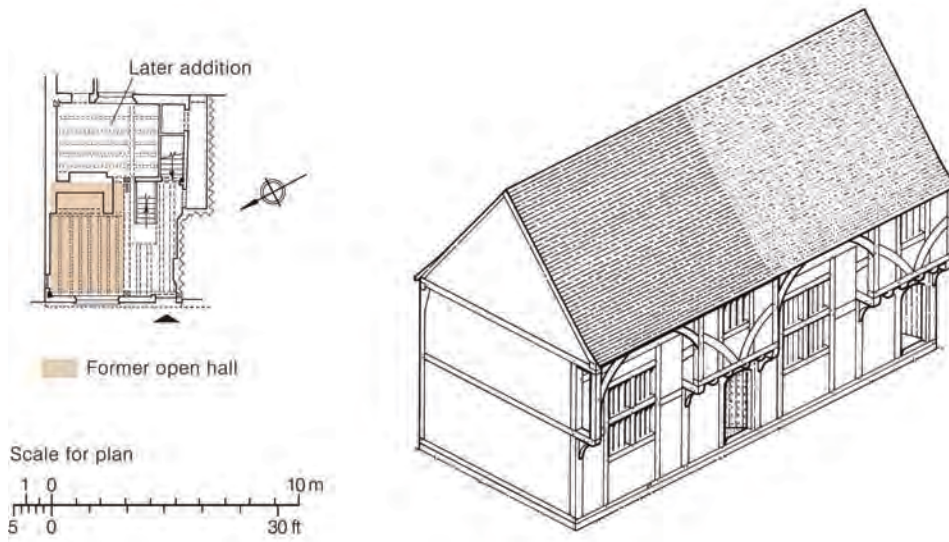 Later addition
Former open hall
Scale for plan
1 0 10 m
5 0 30 ft